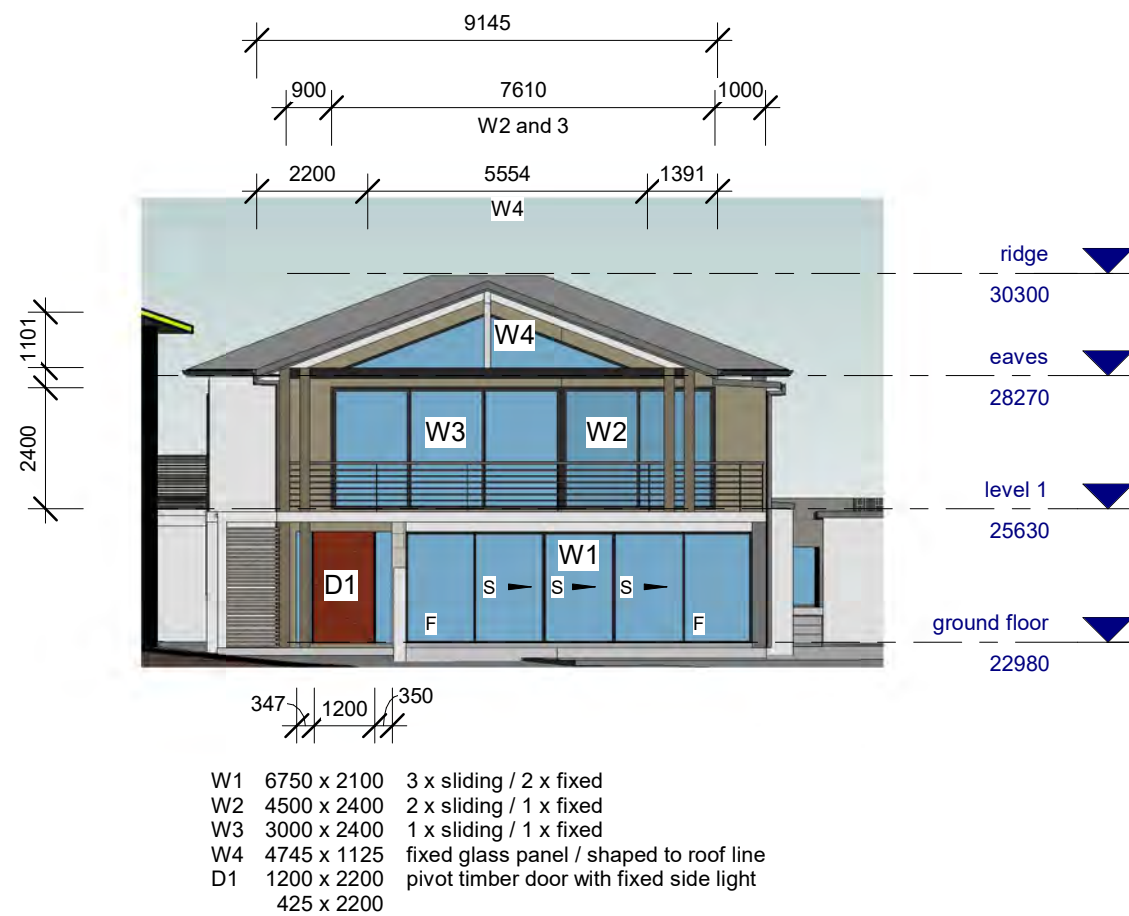 9145
900 7610 1000
W2 and 3
2200 5554 1391
W4
ridge
30300
1101
W4
eaves
28270
2400
W3 W2
level 1
25630
W1
D1 S S S
F F
ground floor
22980
347 1200 350
W1 6750 x 2100 3 x sliding / 2 x fixed
W2 4500 x 2400 2 x sliding / 1 x fixed
W3 3000 x 2400 1 x sliding / 1 x fixed
W4 4745 x 1125 fixed glass panel / shaped to roof line
D1 1200 x 2200 pivot timber door with fixed side light
425 x 2200